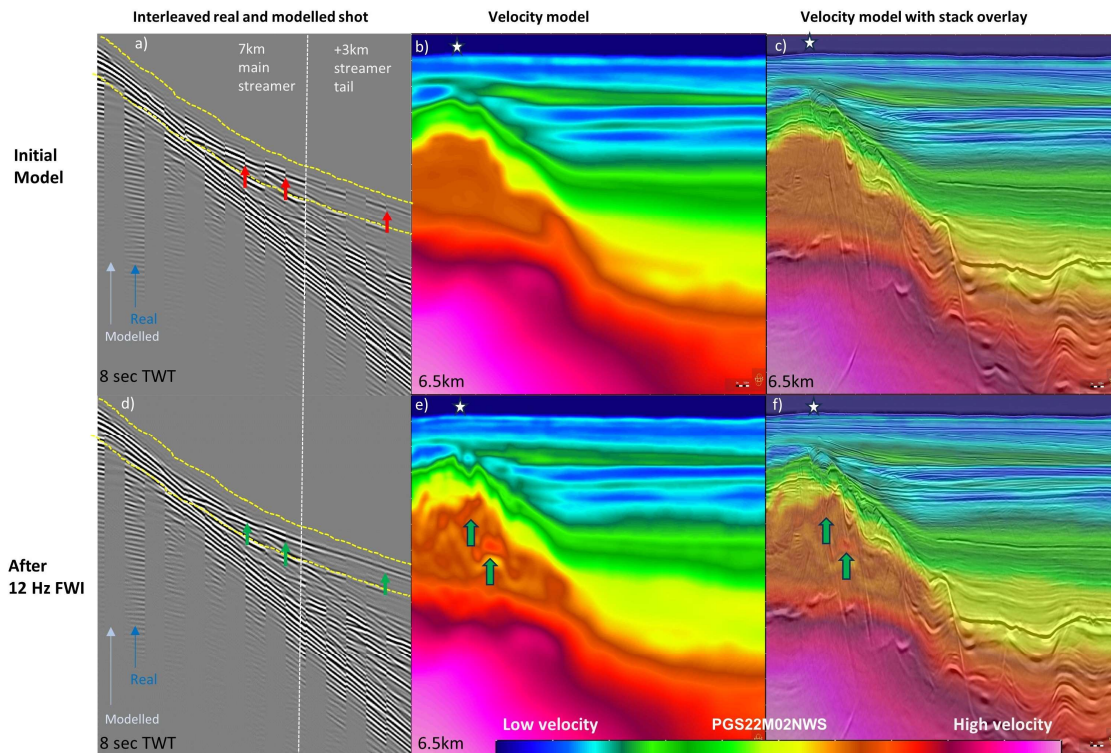 Interleaved real and modelled shot
Velocity model
Velocity model with stack overlay
a)
7km
main
streamer
+3km
streamer
tail
b)
c)
Initial
Model
Real
Modelled
8 sec TWT
6.5km
d)
e)
f)
After
12 Hz FWI
Real
Modelled
8 sec TWT
6.5km
Low velocity
PGS22M02NWS
High velocity